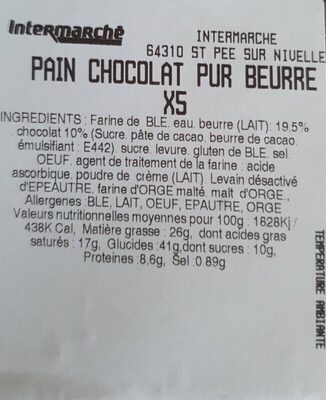 Intermarché
INTERMARCHE
64310 ST PEE SUR NIVELLE
PAIN CHOCOLAT PUR BEURRE
X5
INGREDIENTS : Farine de BLE. eau, beurre (LAIT). 19.5%
chocolat 10% (Sucre. pâte de cacao, beurre de cacao.
émulsifiant : E442). sucre. levure, gluten de BLE. sel.
OEUF. agent de traitement de la farine : acide
ascorbique, poudre de crème (LAIT). Levain désactivé
d'EPEAUTRE. farine d'ORGE malté. malt d'ORGE.,
Allergenes : BLE, LAIT, OEUF, EPAUTRE, ORGE
Valeurs nutritionnelles moyennes pour 100g : 1828Kj /
438K Cal, Matière grasse : 26g, dont acides gras
saturés : 17g, Glucides :41g,dont sucres : 10g,
Proteines :8,6g, Sel :0.89g
TEMPERATURE AMBIANTE